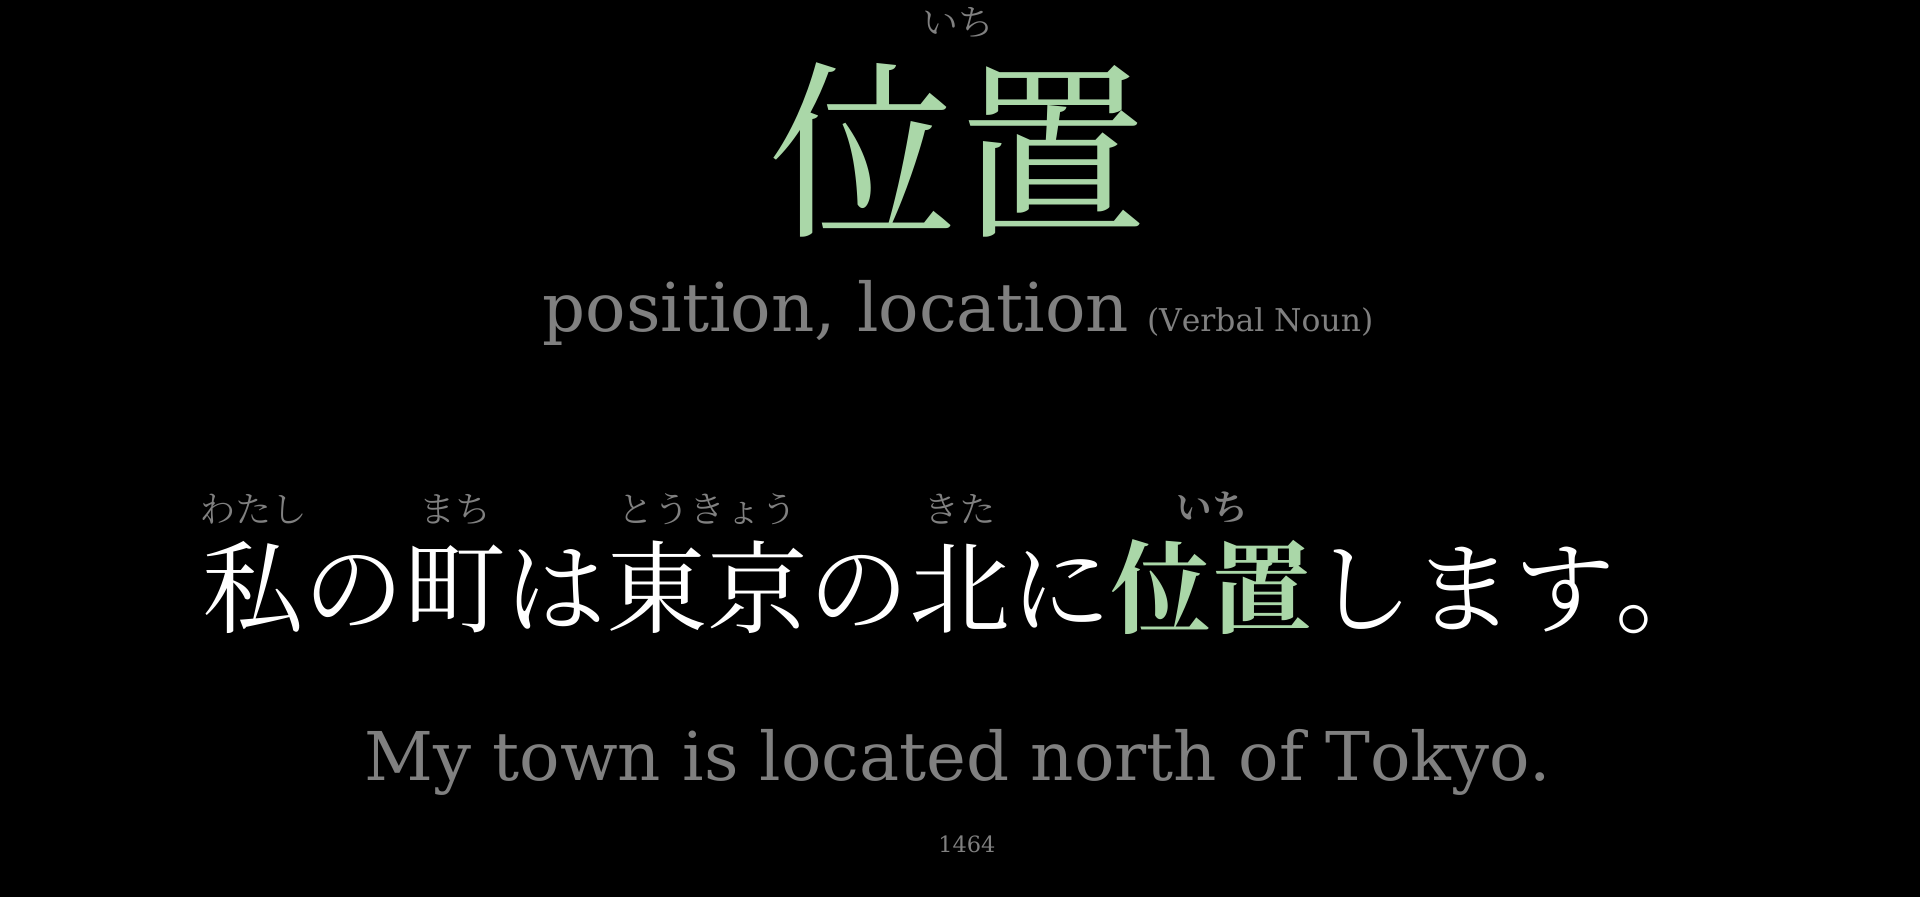 いち
位置
position, location (Verbal Noun)
わたし まち とうきょう きた いち
私の町は東京の北に位置します。
My town is located north of Tokyo.
1464